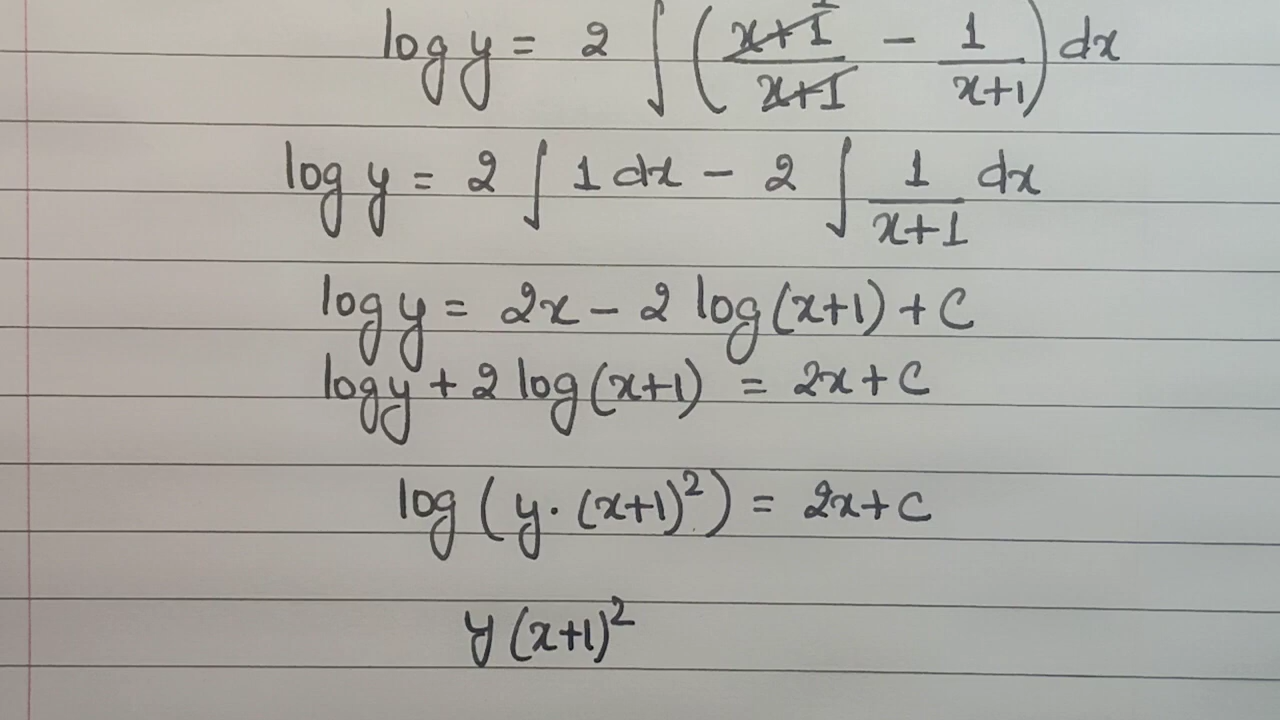 log y = 2 ∫ ( x+1/x+1 1 - 1/x+1 ) dx
log y = 2 ∫ 1 dx - 2 ∫ 1/x+1 dx
log y = 2x - 2 log(x+1) + C
log y + 2 log(x+1) = 2x + C
log ( y. (x+1)² ) = 2x + C
y (x+1)²